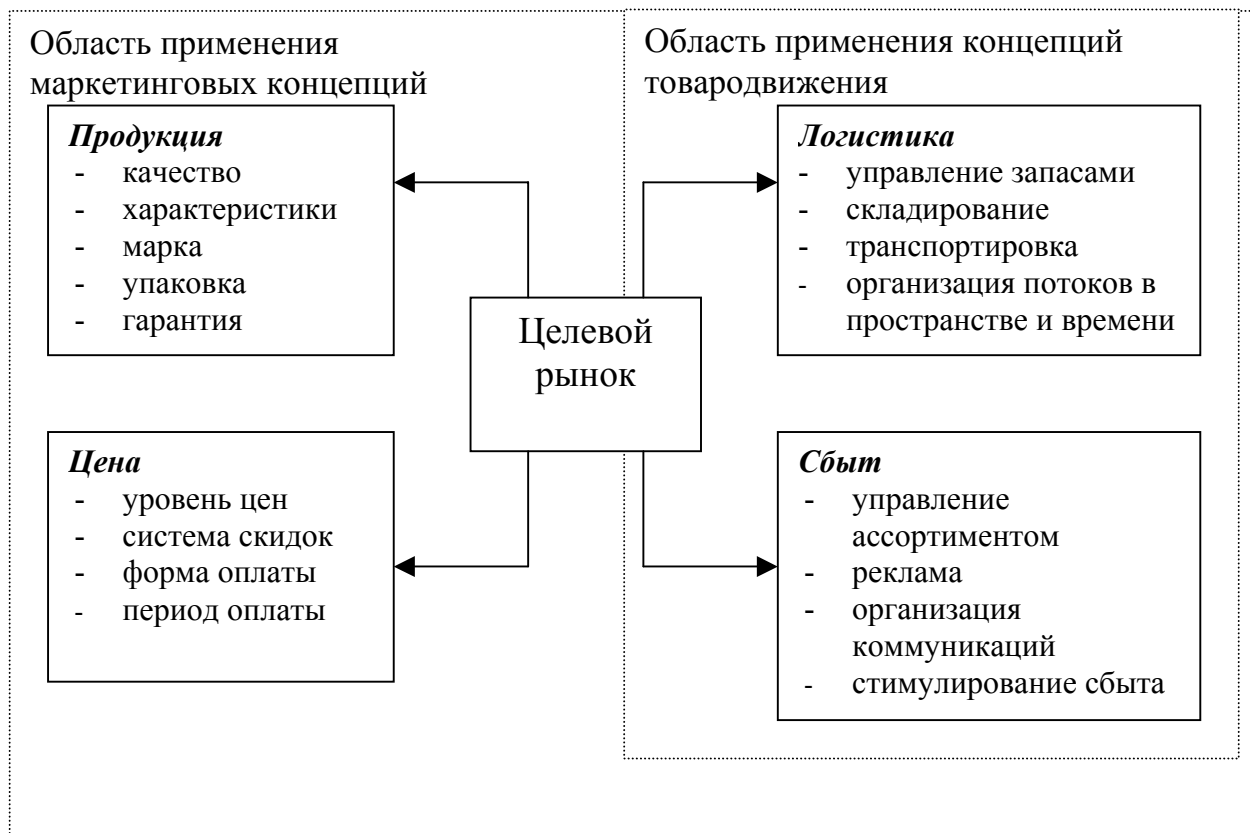 Область применения
маркетинговых концепций
Продукция
- качество
- характеристики
- марка
- упаковка
- гарантия
Цена
- уровень цен
- система скидок
- форма оплаты
- период оплаты
Целевой
рынок
Область применения концепций
товародвижения
Логистика
- управление запасами
- складирование
- транспортировка
- организация потоков в
пространстве и времени
Сбыт
- управление
ассортиментом
- реклама
- организация
коммуникаций
- стимулирование сбыта